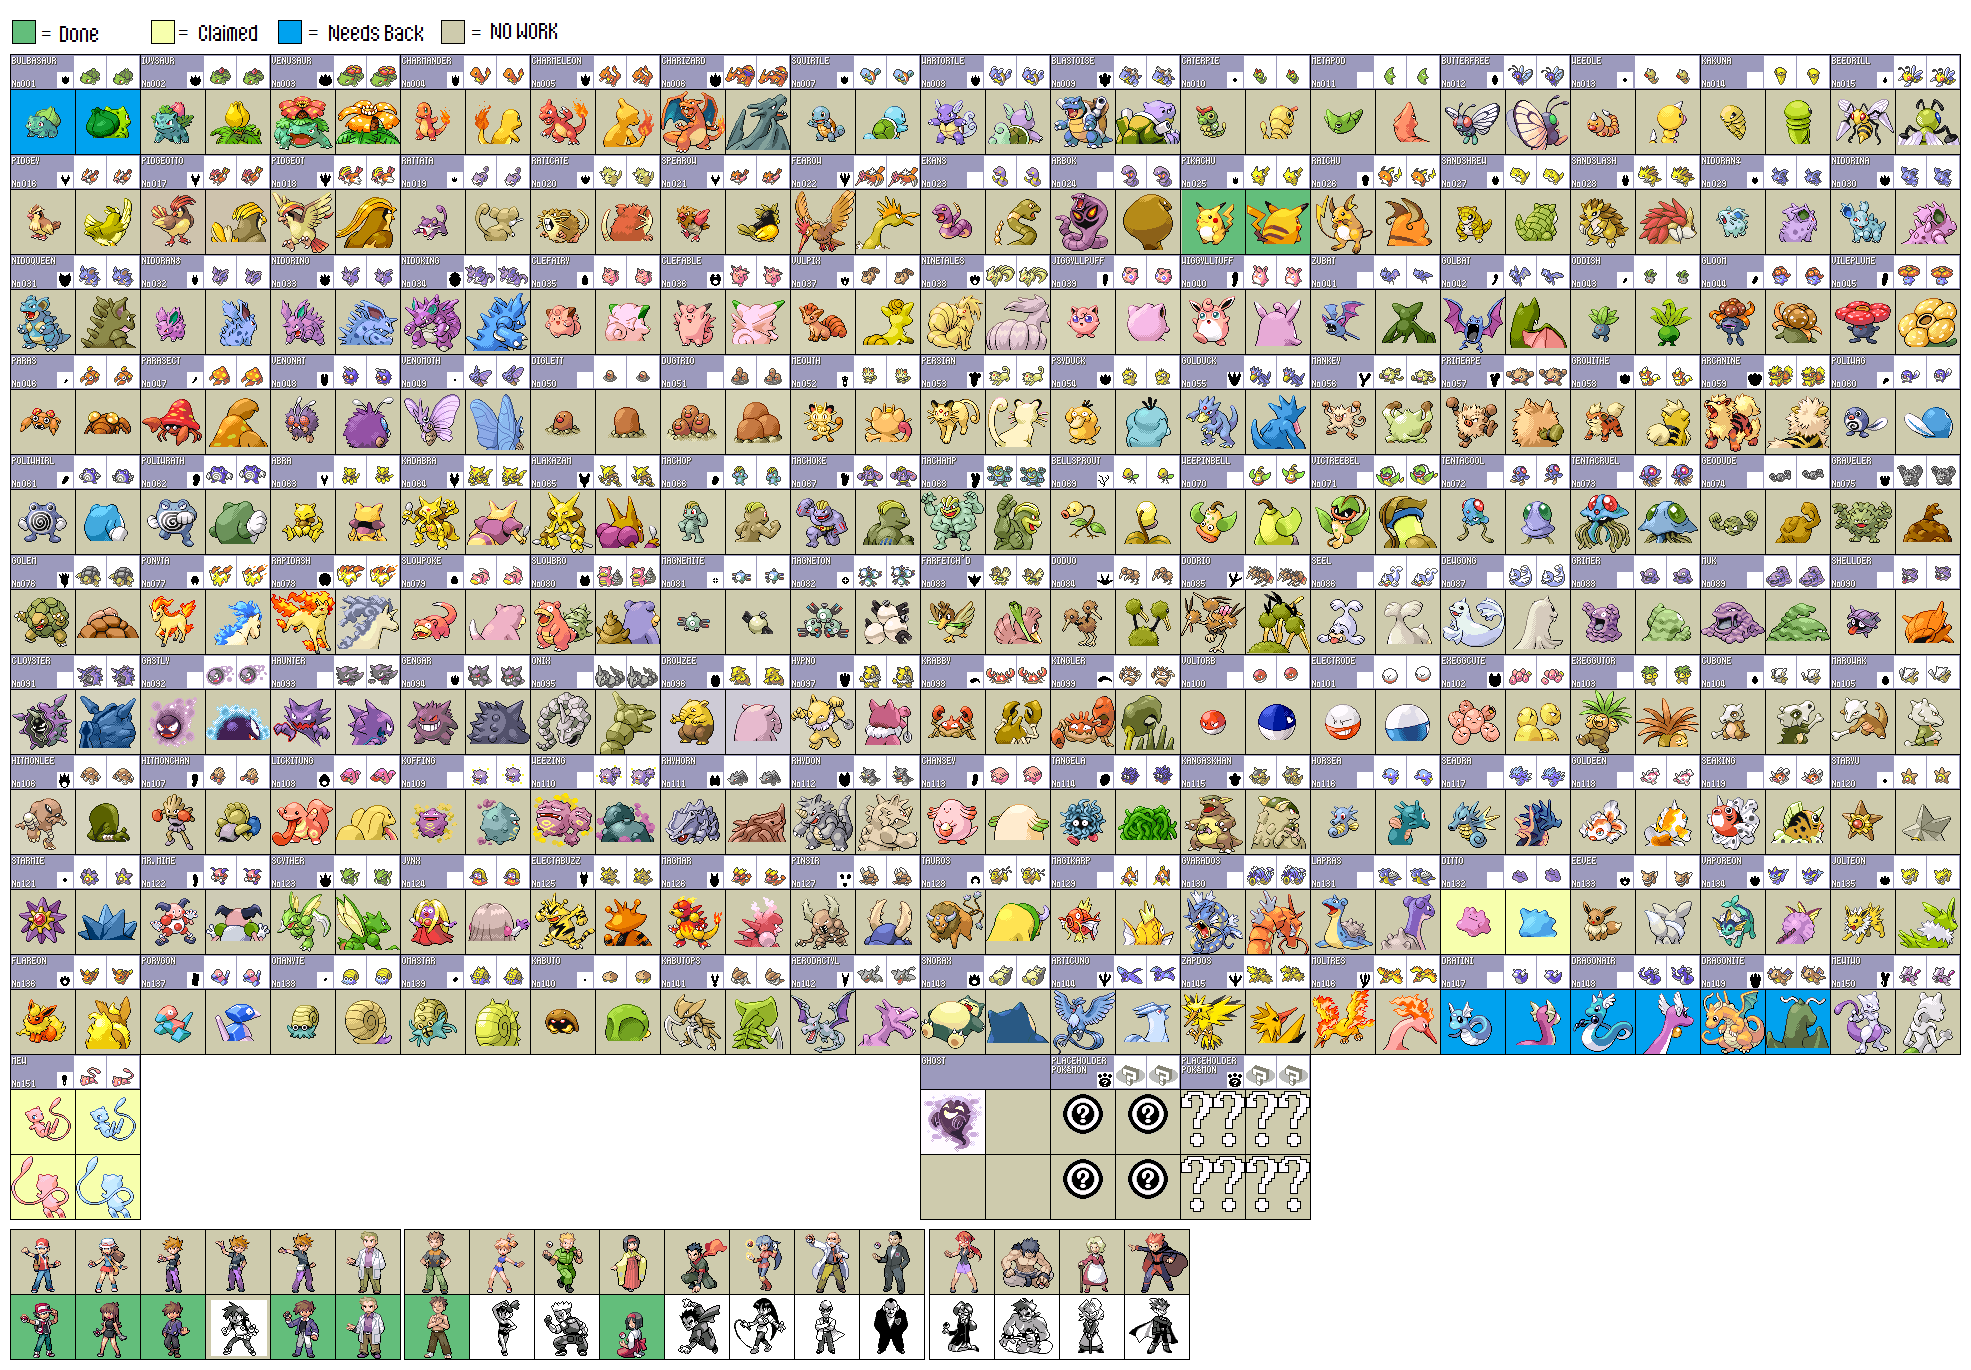 = Done = Claimed = Needs Back = NO WORK
BULBASAUR IVYSAUR VENUSAUR CHARMANDER CHARMELEON CHARIZARD SQUIRTLE WARTORTLE BLASTOISE CATERPIE METAPOD BUTTERFREE WEEDLE KAKUNA BEEDRILL
No001 No002 No003 No004 No005 No006 No007 No008 No009 No010 No011 No012 No013 No014 No015
PIDGEY PIDGEOTTO PIDGEOT RATTATA RATICATE SPEAROW FEAROW EKANS ARBOK PIKACHU RAICHU SANDSHREW SANDSLASH NIDORAN♀ NIDORINA
No016 No017 No018 No019 No020 No021 No022 No023 No024 No025 No026 No027 No028 No029 No030
NIDOQUEEN NIDORAN♂ NIDORINO NIDOKING CLEFAIRY CLEFABLE VULPIX NINETALES JIGGYLLPUFF WIGGYLLTUFF ZUBAT GOLBAT ODDISH GLOOM VILEPLUME
No031 No032 No033 No034 No035 No036 No037 No038 No039 No040 No041 No042 No043 No044 No045
PARAS PARASECT VENONAT VENOMOTH DIGLETT DUGTRIO MEOWTH PERSIAN PSYDUCK GOLDUCK MANKEY PRIMEAPE GROWITHE ARCANINE POLIWAG
No046 No047 No048 No049 No050 No051 No052 No053 No054 No055 No056 No057 No058 No059 No060
POLIWHIRL POLIWRATH ABRA KADABRA ALAKAZAM MACHOP MACHOKE MACHAMP BELLSPROUT WEEPINBELL VICTREEBEL TENTACOOL TENTACRUEL GEODUDE GRAVELER
No061 No062 No063 No064 No065 No066 No067 No068 No069 No070 No071 No072 No073 No074 No075
GOLEM PONYTA RAPIDASH SLOWPOKE SLOWBRO MAGNEMITE MAGNETON FARFETCH'D DODUO DODRIO SEEL DEWGONG GRIMER MUK SHELLDER
No076 No077 No078 No079 No080 No081 No082 No083 No084 No085 No086 No087 No088 No089 No090
CLOYSTER GASTLY HAUNTER GENGAR ONIX DROWZEE HYPNO KRABBY KINGLER VOLTORB ELECTRODE EXEGGCUTE EXEGGUTOR CUBONE MAROWAK
No091 No092 No093 No094 No095 No096 No097 No098 No099 No100 No101 No102 No103 No104 No105
HITMONLEE HITMONCHAN LICKITUNG KOFFING WEEZING RHYHORN RHYDON CHANSEY TANGELA KANGASKHAN HORSEA SEADRA GOLDEEN SEAKING STARYU
No106 No107 No108 No109 No110 No111 No112 No113 No114 No115 No116 No117 No118 No119 No120
STARMIE MR.MIME SCYTHER JYNX ELECTABUZZ MAGMAR PINSIR TAUROS MAGIKARP GYARADOS LAPRAS DITTO EEVEE VAPOREON JOLTEON
No121 No122 No123 No124 No125 No126 No127 No128 No129 No130 No131 No132 No133 No134 No135
FLAREON PORYGON OMANYTE OMASTAR KABUTO KABUTOPS AERODACTYL SNORAX ARTICUNO ZAPDOS MOLTRES DRATINI DRAGONAIR DRAGONITE MEWTWO
No136 No137 No138 No139 No140 No141 No142 No143 No144 No145 No146 No147 No148 No149 No150
MEW GHOST PLACEHOLDER PLACEHOLDER
POKéMON POKéMON
No151 ? ? ? ? ? ?
? ? ? ? ? ?
? ? ? ? ? ?